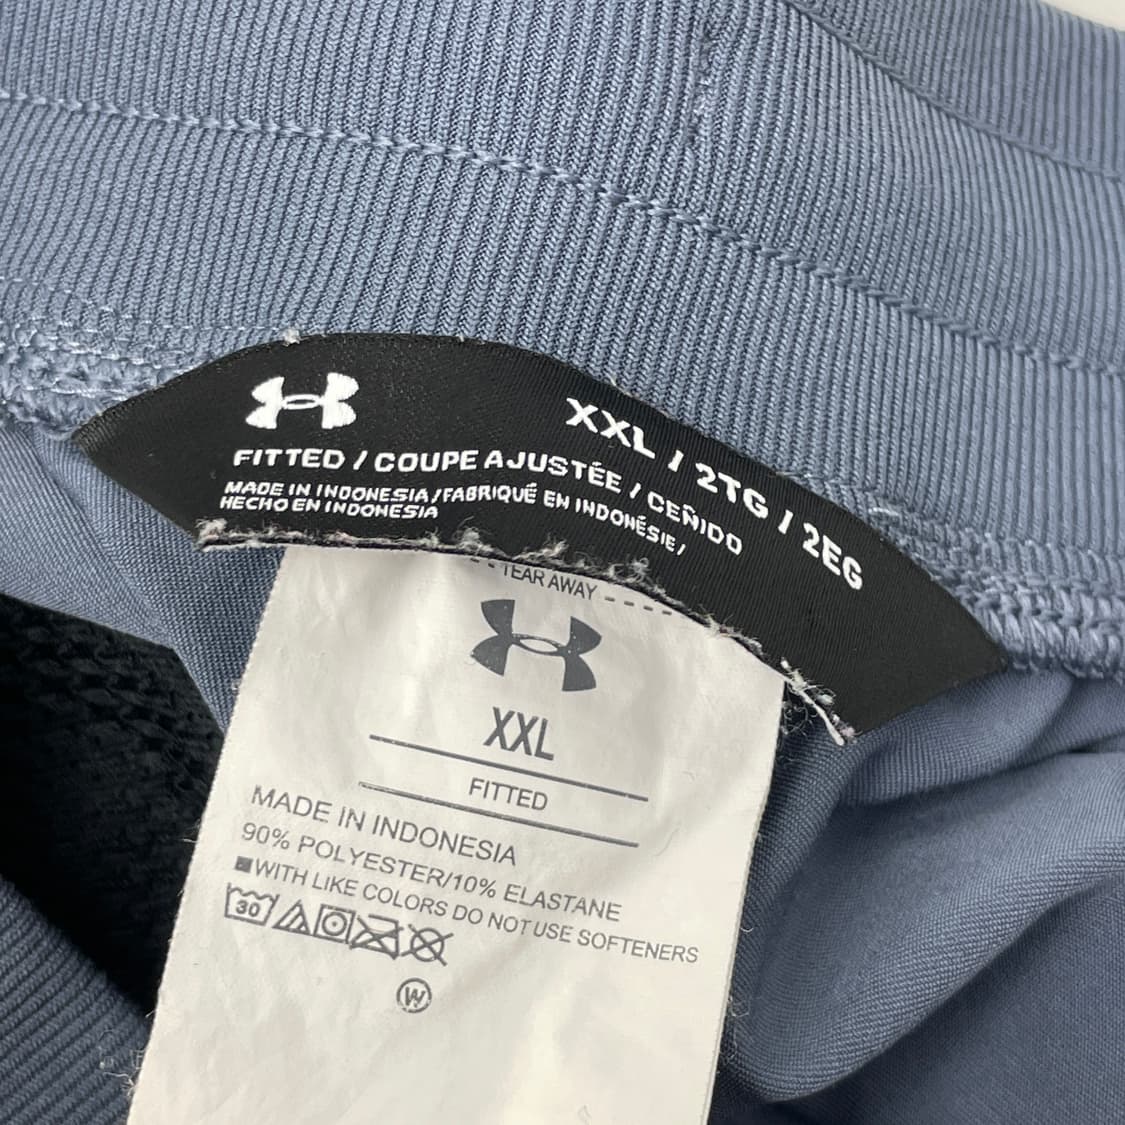 XXL / 2TG / 2EG
FITTED / COUPE AJUSTÉE / CEÑIDO
MADE IN INDONESIA / FABRIQUÉ EN INDONÉSIE /
HECHO EN INDONESIA
TEAR AWAY
XXL
FITTED
MADE IN INDONESIA
90% POLYESTER/10% ELASTANE
WITH LIKE COLORS DO NOT USE SOFTENERS
30
W